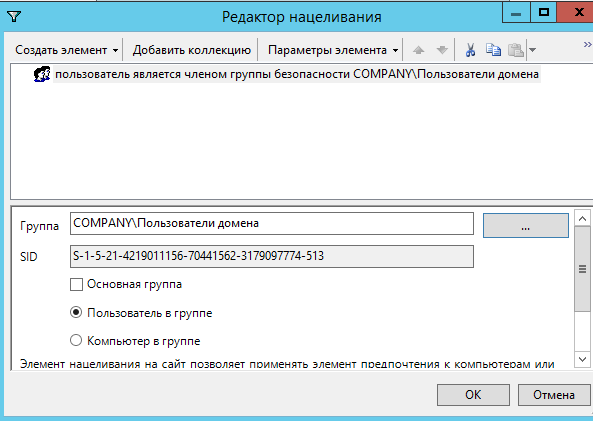 Редактор нацеливания
Создать элемент Добавить коллекцию Параметры элемента
пользователь является членом группы безопасности COMPANY\Пользователи домена
Группа COMPANY\Пользователи домена ...
SID S-1-5-21-4219011156-70441562-3179097774-513
Основная группа
Пользователь в группе
Компьютер в группе
Элемент нацеливания на сайт позволяет применять элемент предпочтения к компьютерам или
OK Отмена